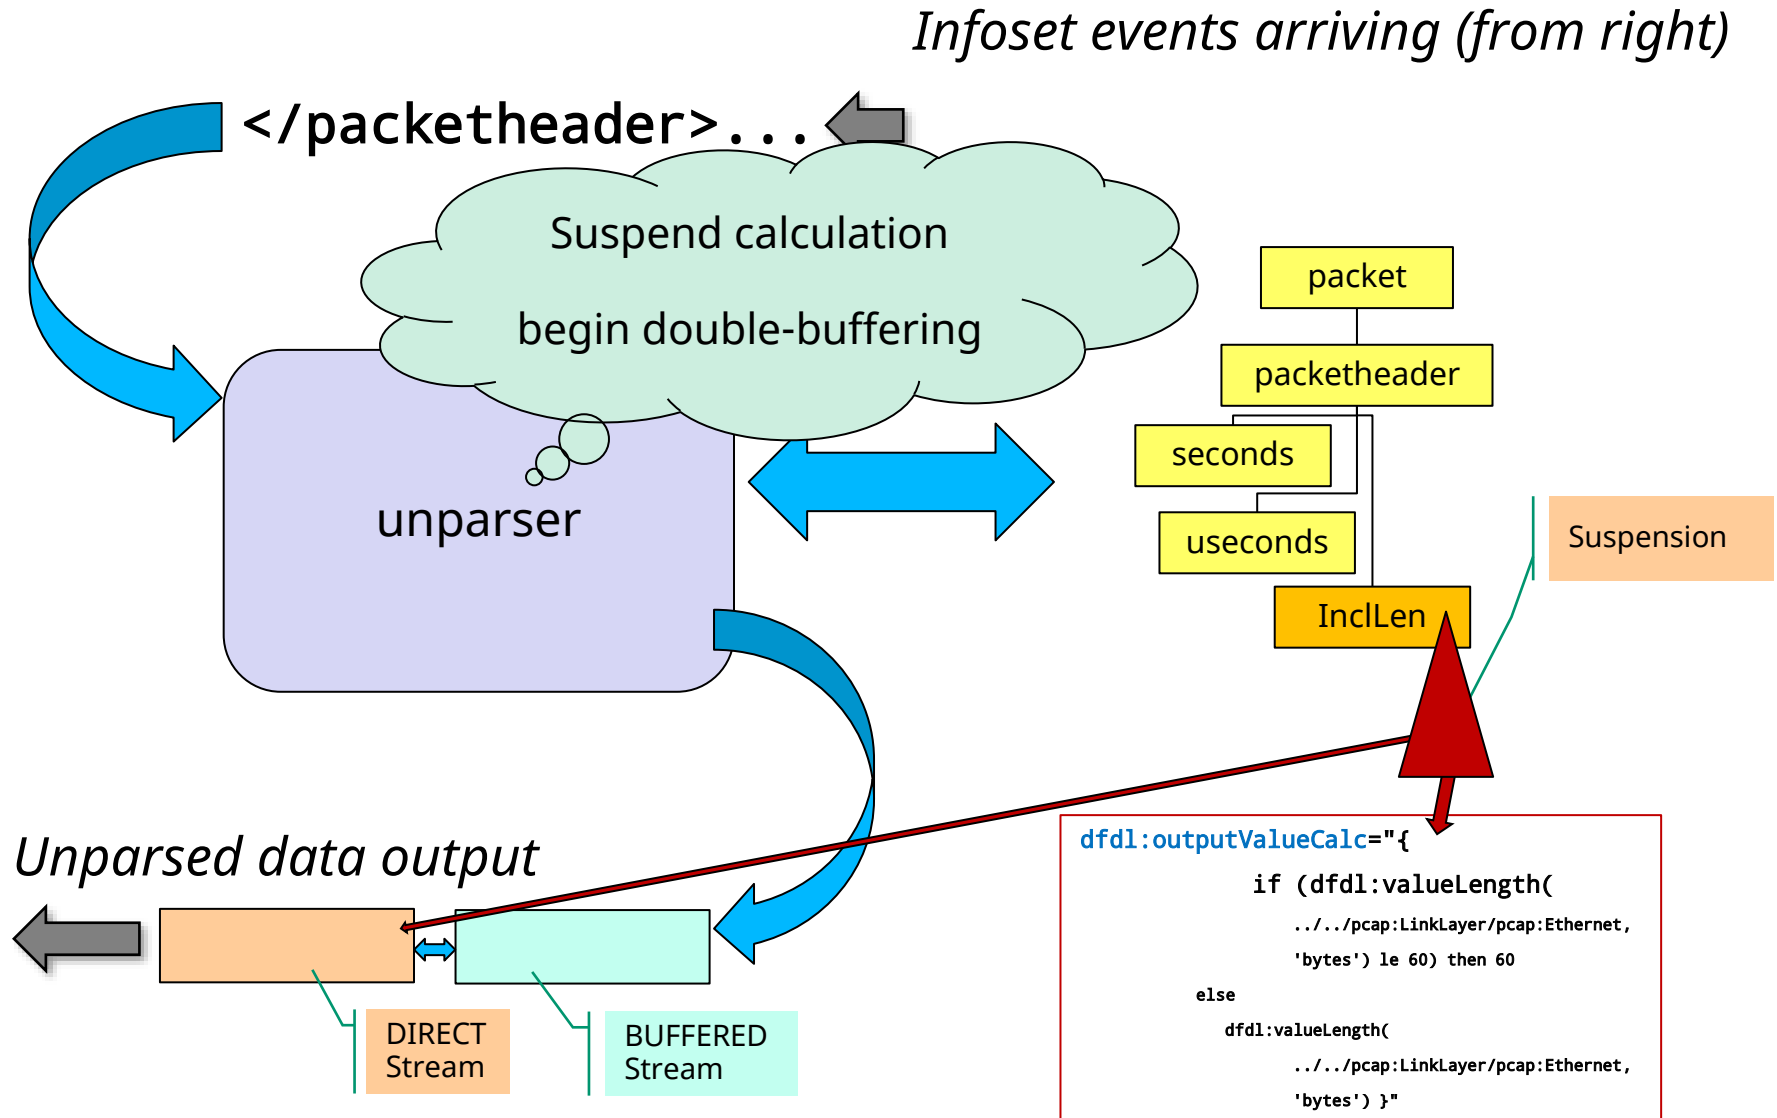 Infoset events arriving (from right)
</packetheader>...
Suspend calculation
begin double-buffering
packet
packetheader
seconds
useconds
InclLen
Suspension
unparser
Unparsed data output
DIRECT
Stream
BUFFERED
Stream
dfdl:outputValueCalc="{
if (dfdl:valueLength(
../../pcap:LinkLayer/pcap:Ethernet,
'bytes') le 60) then 60
else
dfdl:valueLength(
../../pcap:LinkLayer/pcap:Ethernet,
'bytes') }"